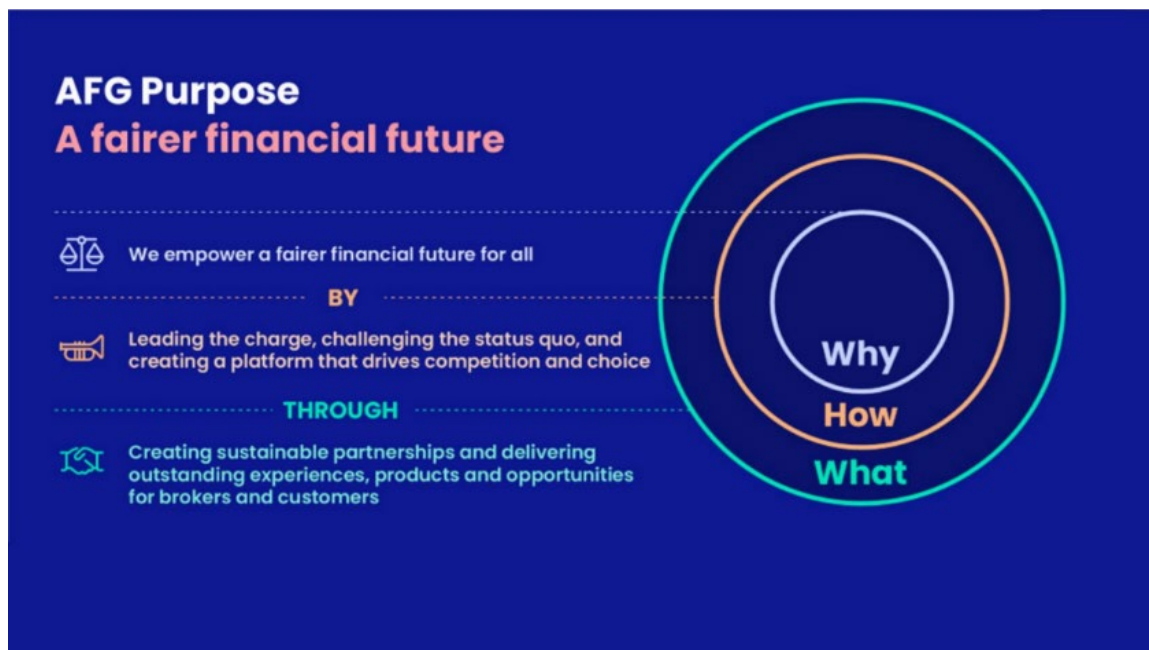 AFG Purpose
A fairer financial future
We empower a fairer financial future for all
BY
Leading the charge, challenging the status quo, and
creating a platform that drives competition and choice
THROUGH
Creating sustainable partnerships and delivering
outstanding experiences, products and opportunities
for brokers and customers
Why
How
What